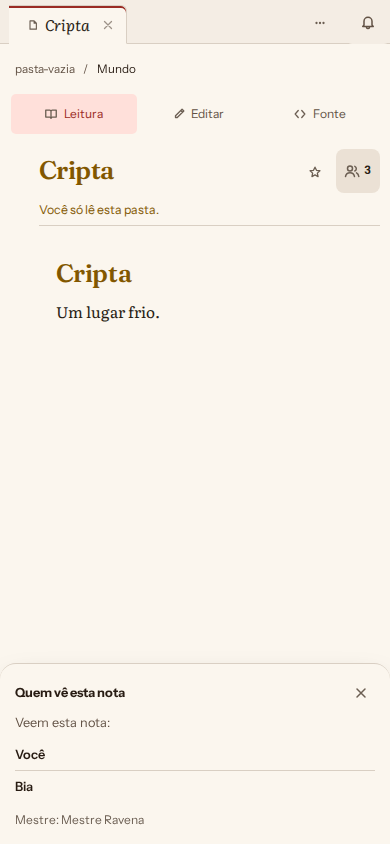 Cripta
pasta-vazia / Mundo
Leitura Editar Fonte
Cripta 3
Você só lê esta pasta.
Cripta
Um lugar frio.
Quem vê esta nota
Veem esta nota:
Você
Bia
Mestre: Mestre Ravena